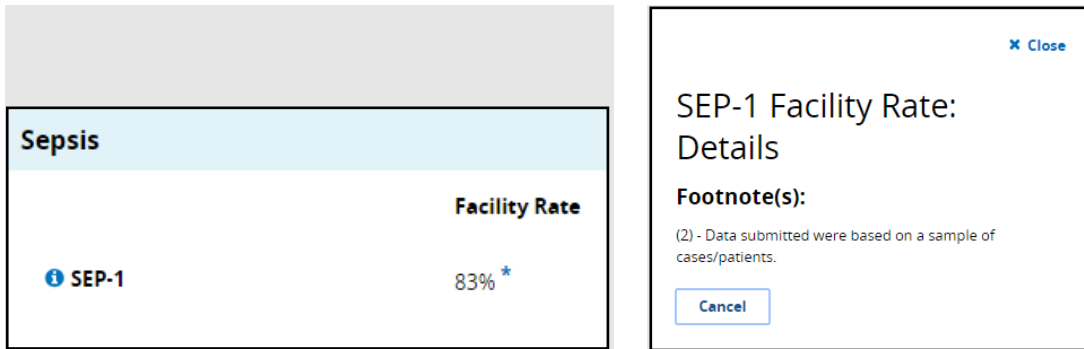 Sepsis
Facility Rate
SEP-1
83% *
× Close
SEP-1 Facility Rate:
Details
Footnote(s):
(2) - Data submitted were based on a sample of
cases/patients.
Cancel